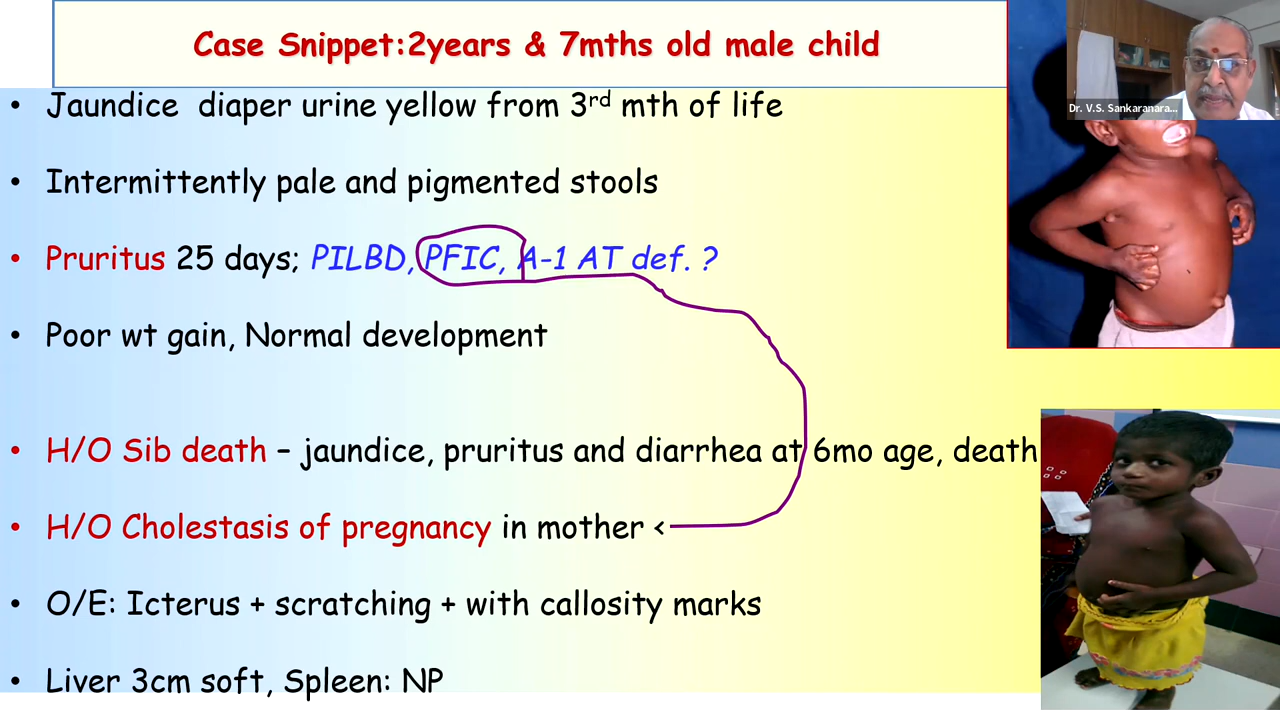 Case Snippet:2years & 7mths old male child
Dr. V.S. Sankaranara...
• Jaundice diaper urine yellow from 3rd mth of life
• Intermittently pale and pigmented stools
• Pruritus 25 days; PILBD, PFIC, A-1 AT def. ?
• Poor wt gain, Normal development
• H/O Sib death – jaundice, pruritus and diarrhea at 6mo age, death
• H/O Cholestasis of pregnancy in mother <
• O/E: Icterus + scratching + with callosity marks
• Liver 3cm soft, Spleen: NP